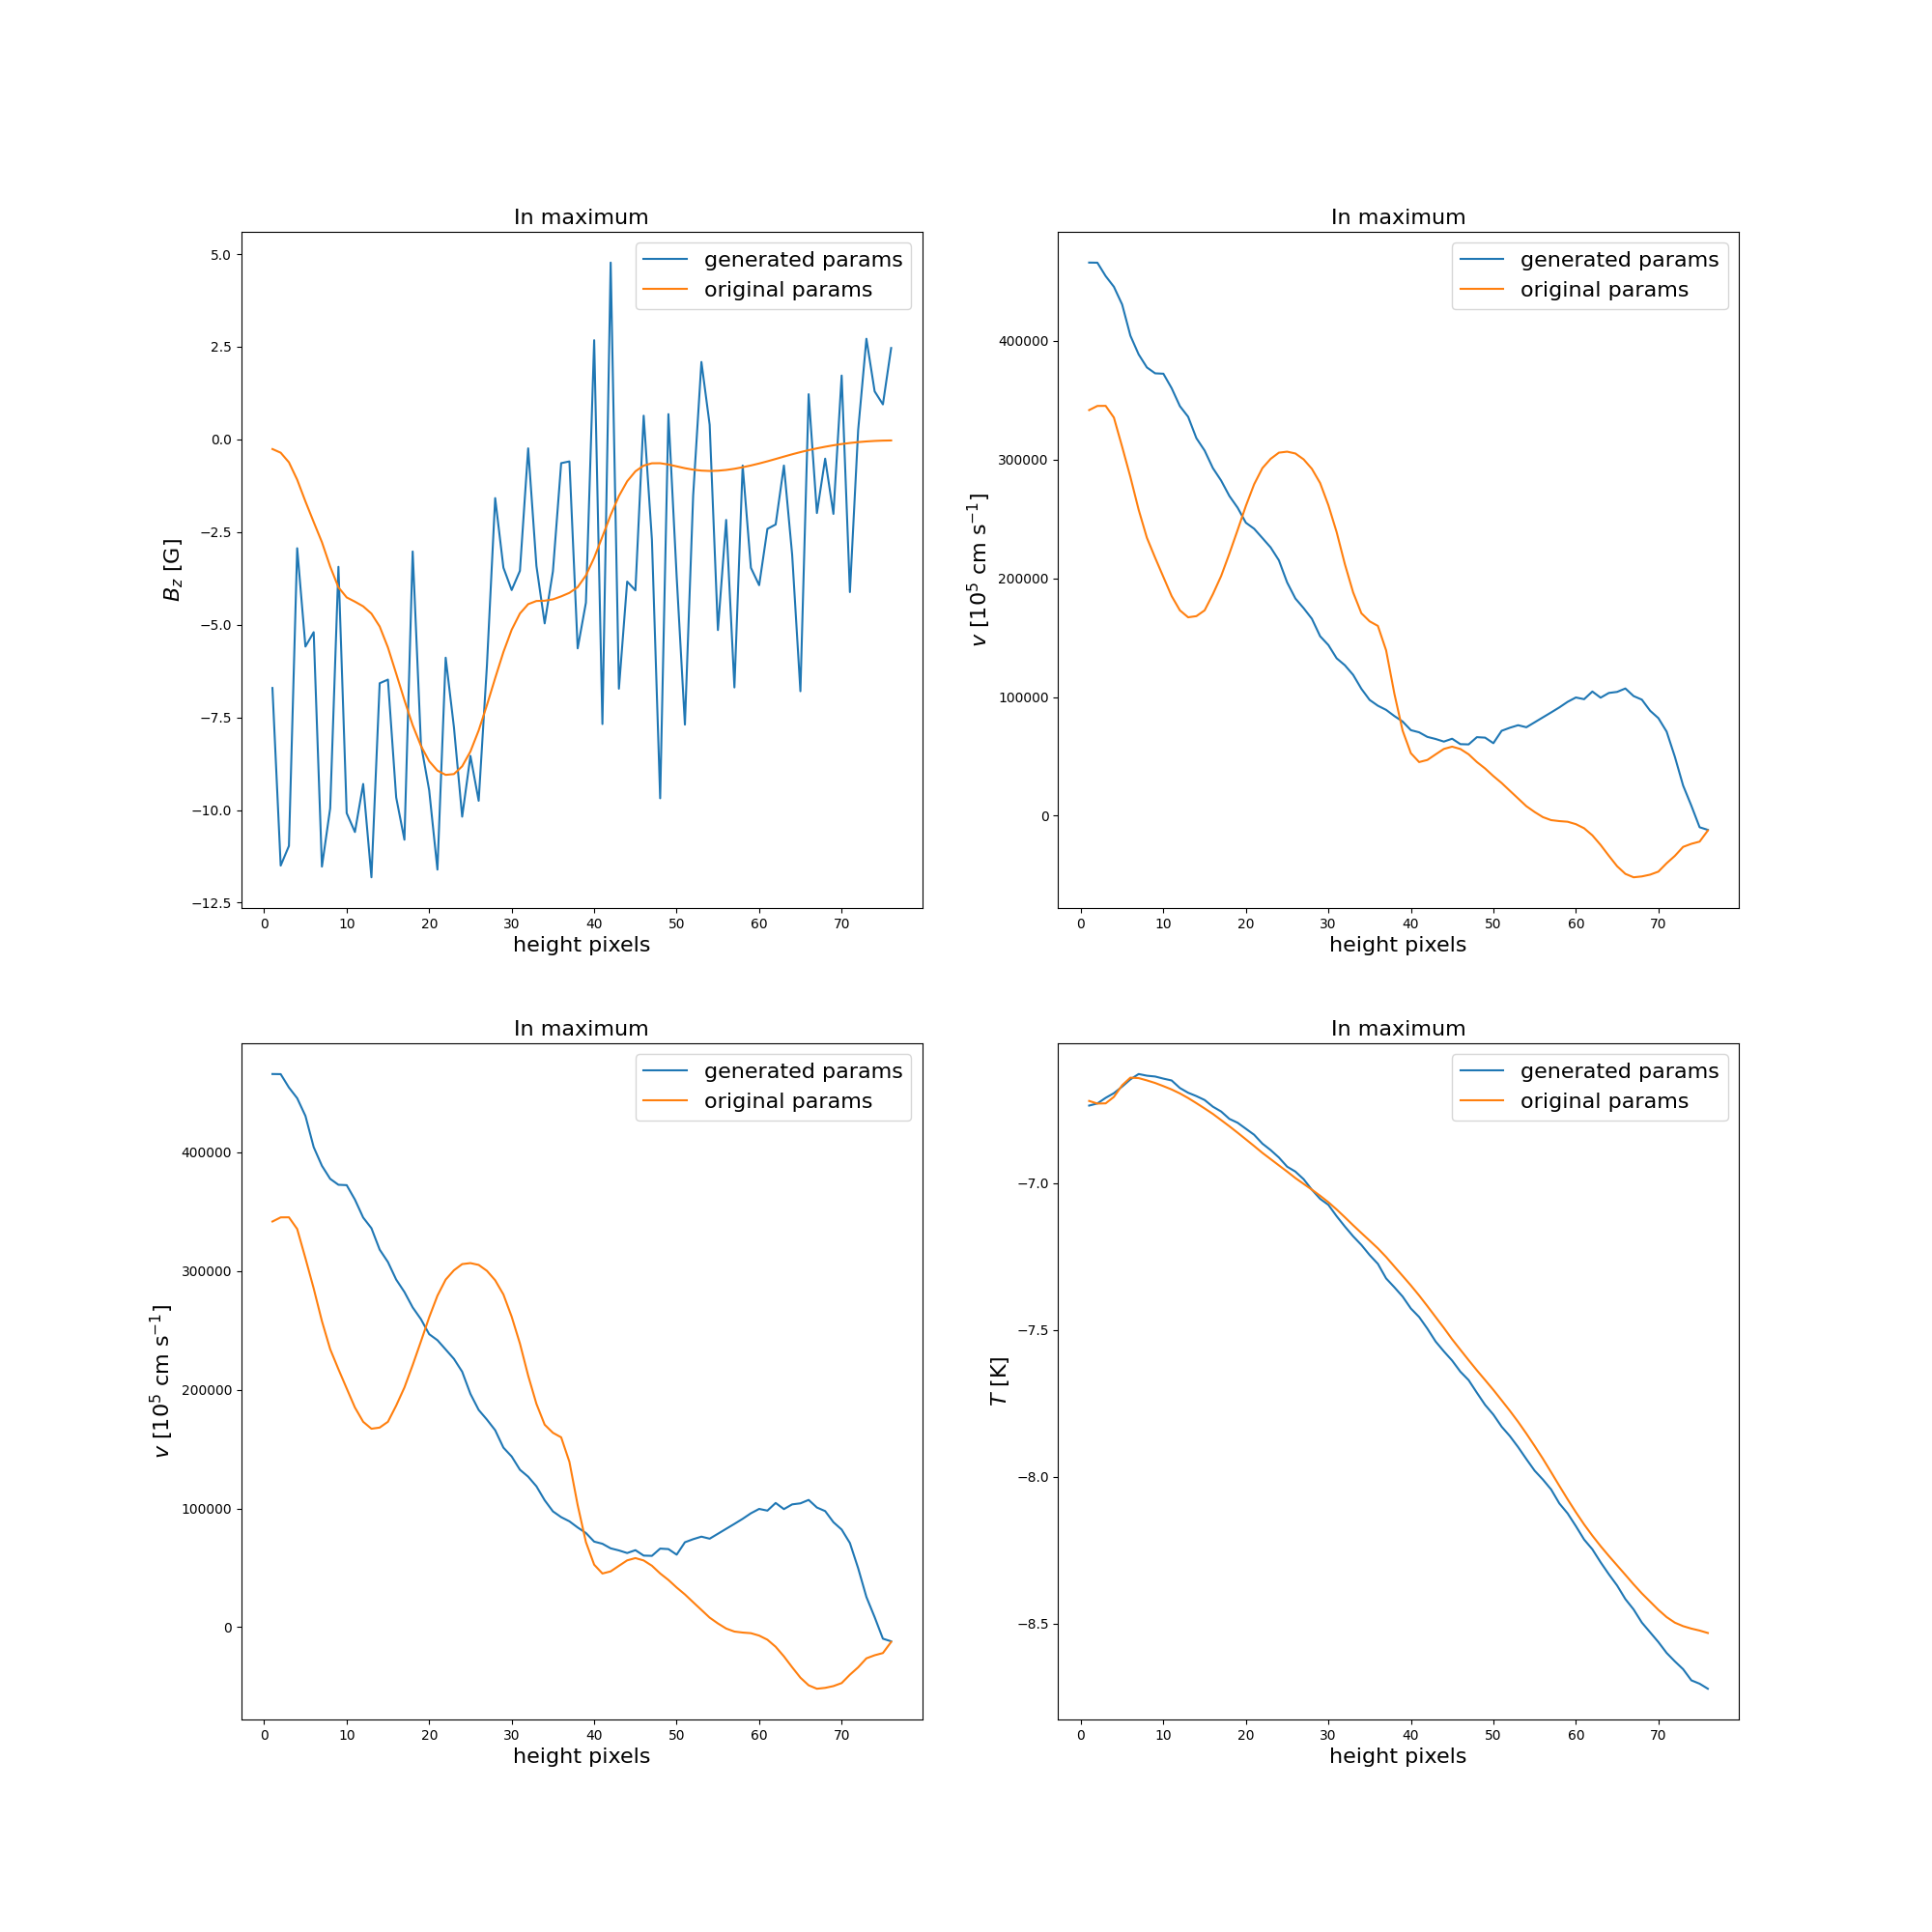 In maximum
5.0
2.5
0.0
−2.5
−5.0
−7.5
−10.0
−12.5
B_z [G]
generated params
original params
0 10 20 30 40 50 60 70
height pixels
In maximum
400000
300000
200000
100000
0
v [10^5 cm s^−1]
generated params
original params
0 10 20 30 40 50 60 70
height pixels
In maximum
400000
300000
200000
100000
0
v [10^5 cm s^−1]
generated params
original params
0 10 20 30 40 50 60 70
height pixels
In maximum
−7.0
−7.5
−8.0
−8.5
T [K]
generated params
original params
0 10 20 30 40 50 60 70
height pixels